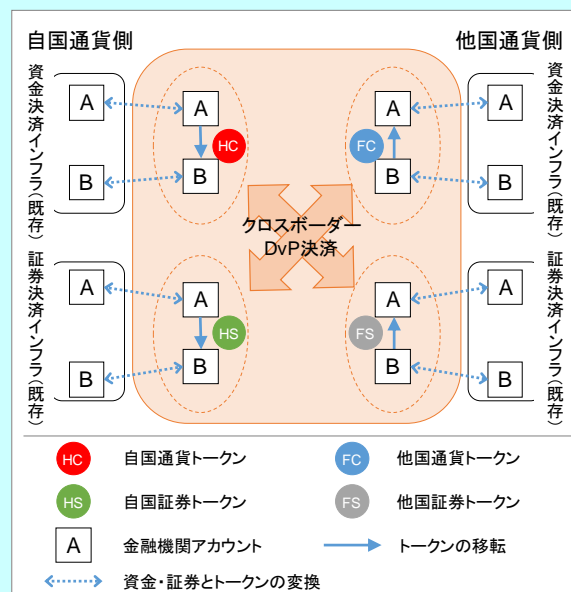 自国通貨側
他国通貨側
資金決済インフラ(既存)
A
B
A
HC
B
A
FC
B
A
B
資金決済インフラ(既存)
クロスボーダー
DvP決済
証券決済インフラ(既存)
A
B
A
HS
B
A
FS
B
A
B
証券決済インフラ(既存)
HC 自国通貨トークン
FC 他国通貨トークン
HS 自国証券トークン
FS 他国証券トークン
A 金融機関アカウント
トークンの移転
資金・証券とトークンの変換